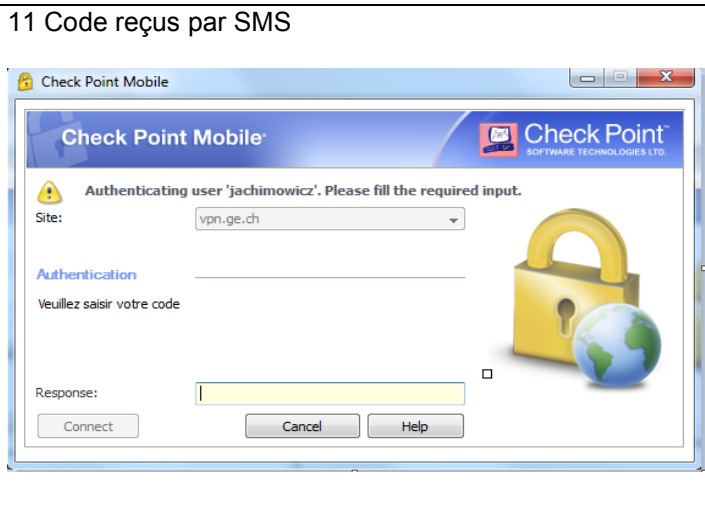 11 Code reçus par SMS
Check Point Mobile
Check Point Mobile
Check Point™
SOFTWARE TECHNOLOGIES LTD.
Authenticating user 'jachimowicz'. Please fill the required input.
Site:
vpn.ge.ch
Authentication
Veuillez saisir votre code
Response:
Connect
Cancel
Help